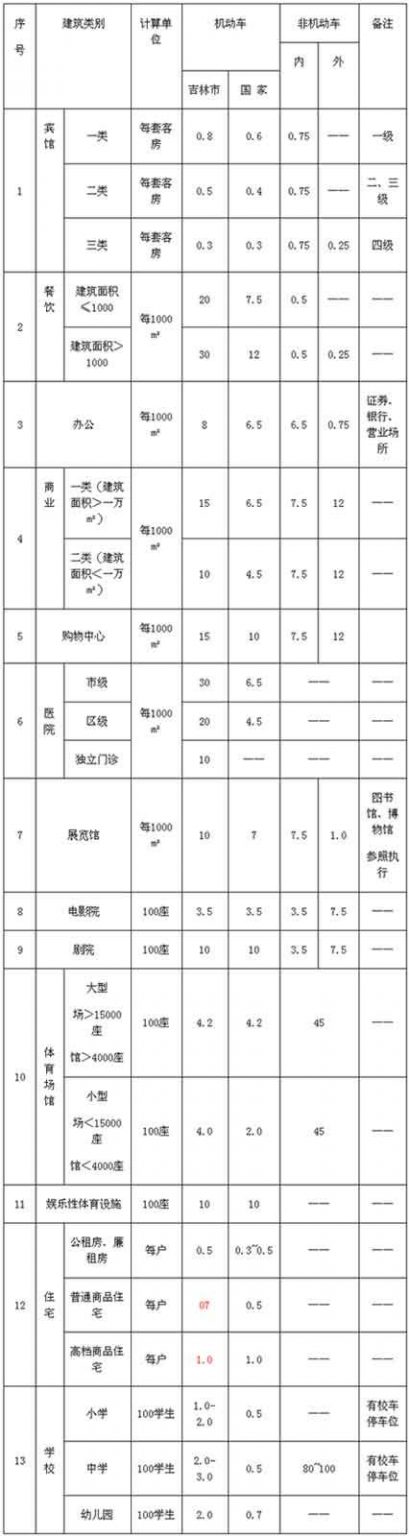 序号 建筑类别 计算单位 机动车 非机动车 备注
吉林市 国 家 内 外
1 宾馆 一类 每套客房 0.8 0.6 0.75 —— 一级
二类 每套客房 0.5 0.4 0.75 —— 二、三级
三类 每套客房 0.3 0.3 0.75 0.25 四级
2 餐饮 建筑面积≤1000 每1000㎡ 20 7.5 0.5 —— ——
建筑面积>1000 30 12 0.5 0.25 ——
3 办公 每1000㎡ 8 6.5 6.5 0.75 证券、银行、营业场所
4 商业 一类（建筑面积>一万㎡） 每1000㎡ 15 6.5 7.5 12 ——
二类（建筑面积<一万㎡） 10 4.5 7.5 12 ——
5 购物中心 每1000㎡ 15 10 7.5 12
6 医院 市级 每1000㎡ 30 6.5 —— ——
区级 20 4.5 —— ——
独立门诊 10 —— —— ——
7 展览馆 每1000㎡ 10 7 7.5 1.0 图书馆、博物馆参照执行
8 电影院 100座 3.5 3.5 3.5 7.5 ——
9 剧院 100座 10 10 3.5 7.5 ——
10 体育场馆 大型 场>15000座 馆>4000座 100座 4.2 4.2 45 ——
小型 场<15000座 馆<4000座 100座 4.0 2.0 45 ——
11 娱乐性体育设施 100座 10 10 —— ——
12 住宅 公租房、廉租房 每户 0.5 0.3~0.5 —— ——
普通商品住宅 每户 07 0.5 —— ——
高档商品住宅 每户 1.0 1.0 —— ——
13 学校 小学 100学生 1.0-2.0 0.5 —— 有校车停车位
中学 100学生 2.0-3.0 0.5 80~100 有校车停车位
幼儿园 100学生 2.0 0.7 —— ——